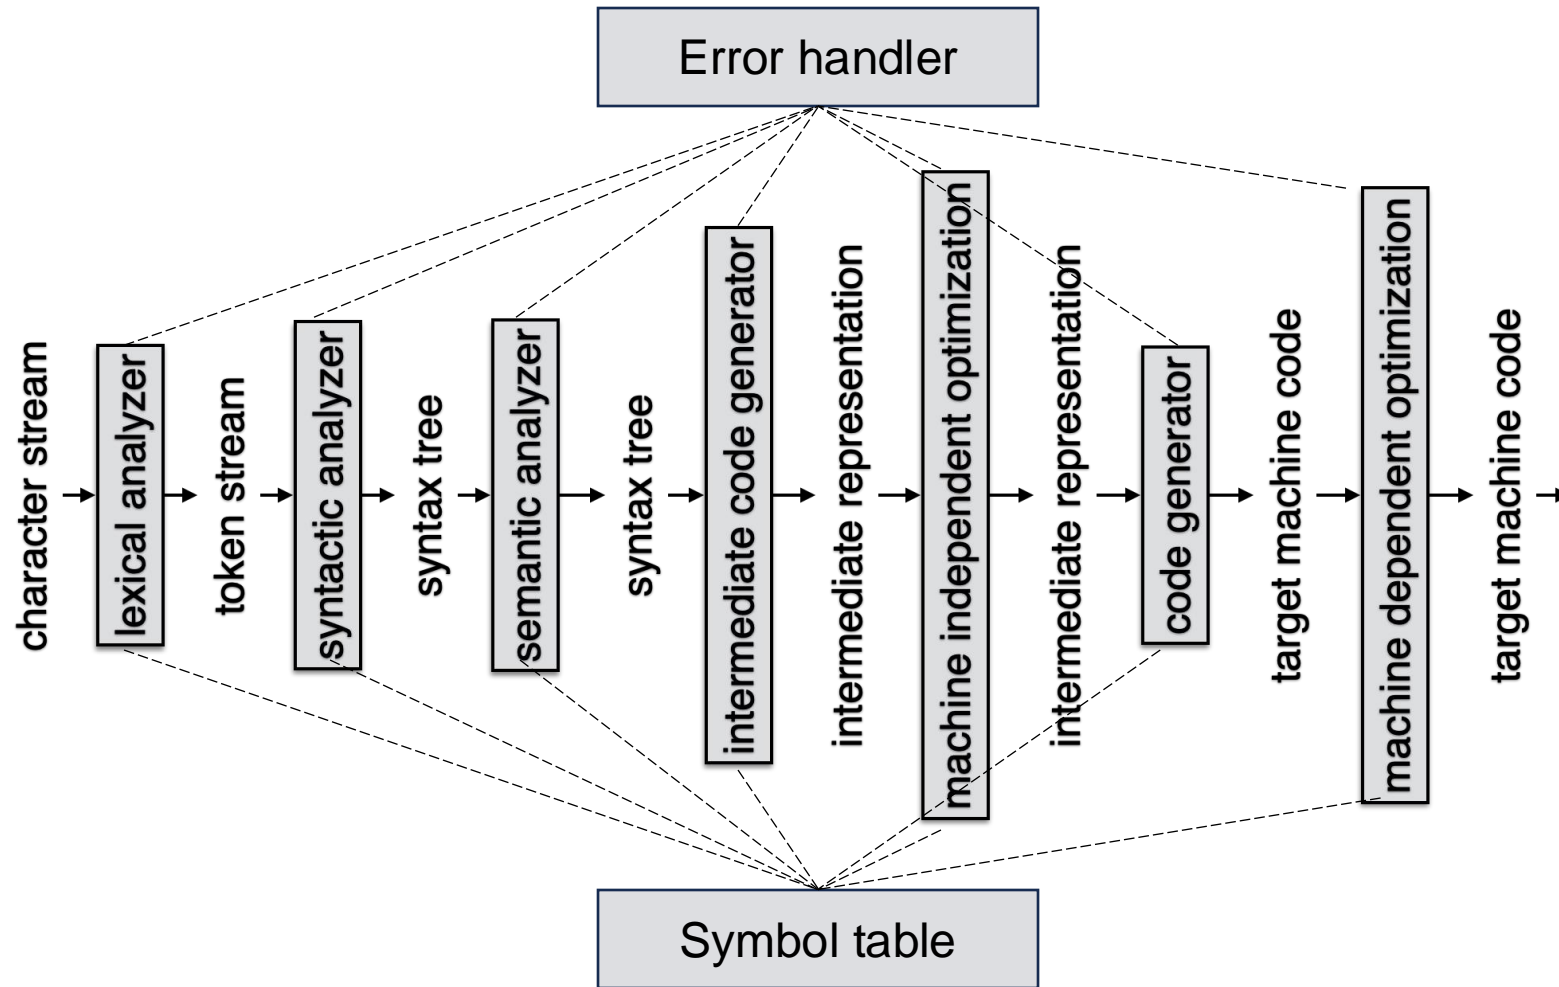 Error handler
character stream
lexical analyzer
token stream
syntactic analyzer
syntax tree
semantic analyzer
syntax tree
intermediate code generator
intermediate representation
machine independent optimization
intermediate representation
code generator
target machine code
machine dependent optimization
target machine code
Symbol table